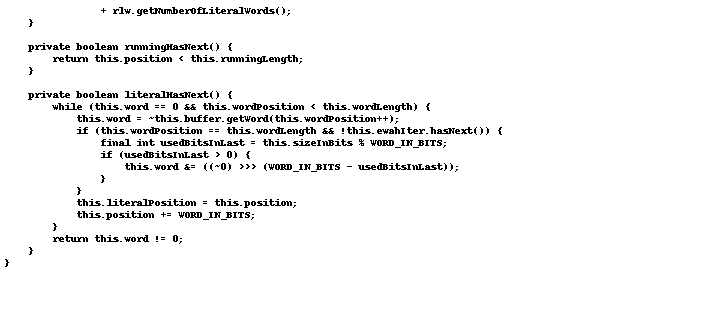 + rlw.getNumberOfLiteralWords();
    }

    private boolean runningHasNext() {
        return this.position < this.runningLength;
    }

    private boolean literalHasNext() {
        while (this.word == 0 && this.wordPosition < this.wordLength) {
            this.word = ~this.buffer.getWord(this.wordPosition++);
            if (this.wordPosition == this.wordLength && !this.ewahIter.hasNext()) {
                final int usedBitsInLast = this.sizeInBits % WORD_IN_BITS;
                if (usedBitsInLast > 0) {
                    this.word &= ((~0) >>> (WORD_IN_BITS - usedBitsInLast));
                }
            }
            this.literalPosition = this.position;
            this.position += WORD_IN_BITS;
        }
        return this.word != 0;
    }
}